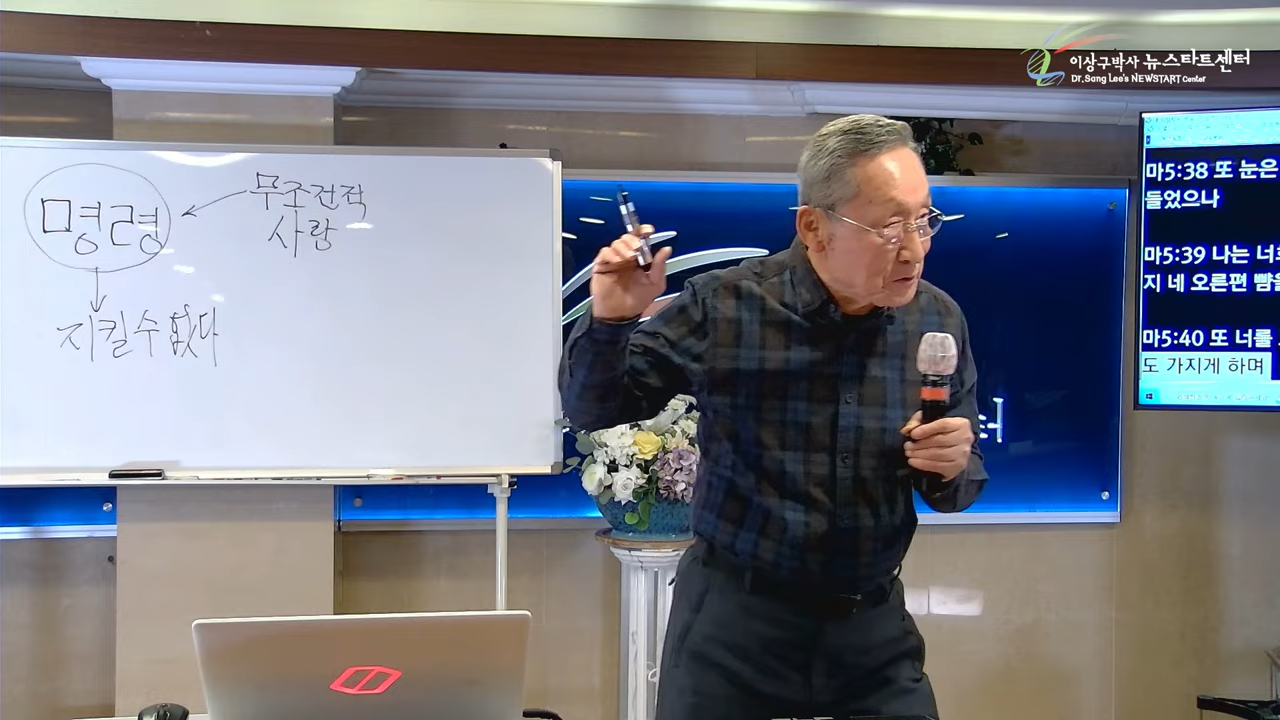 이상구박사 뉴스타트센터
Dr. Sang Lee's NEWSTART Center
명령
무조건적
사람
지킬수 없다
마5:38 또 눈은
들었으나
마5:39 나는 너희
지 네 오른편 뺨을
마5:40 또 너를
도 가지게 하며
터